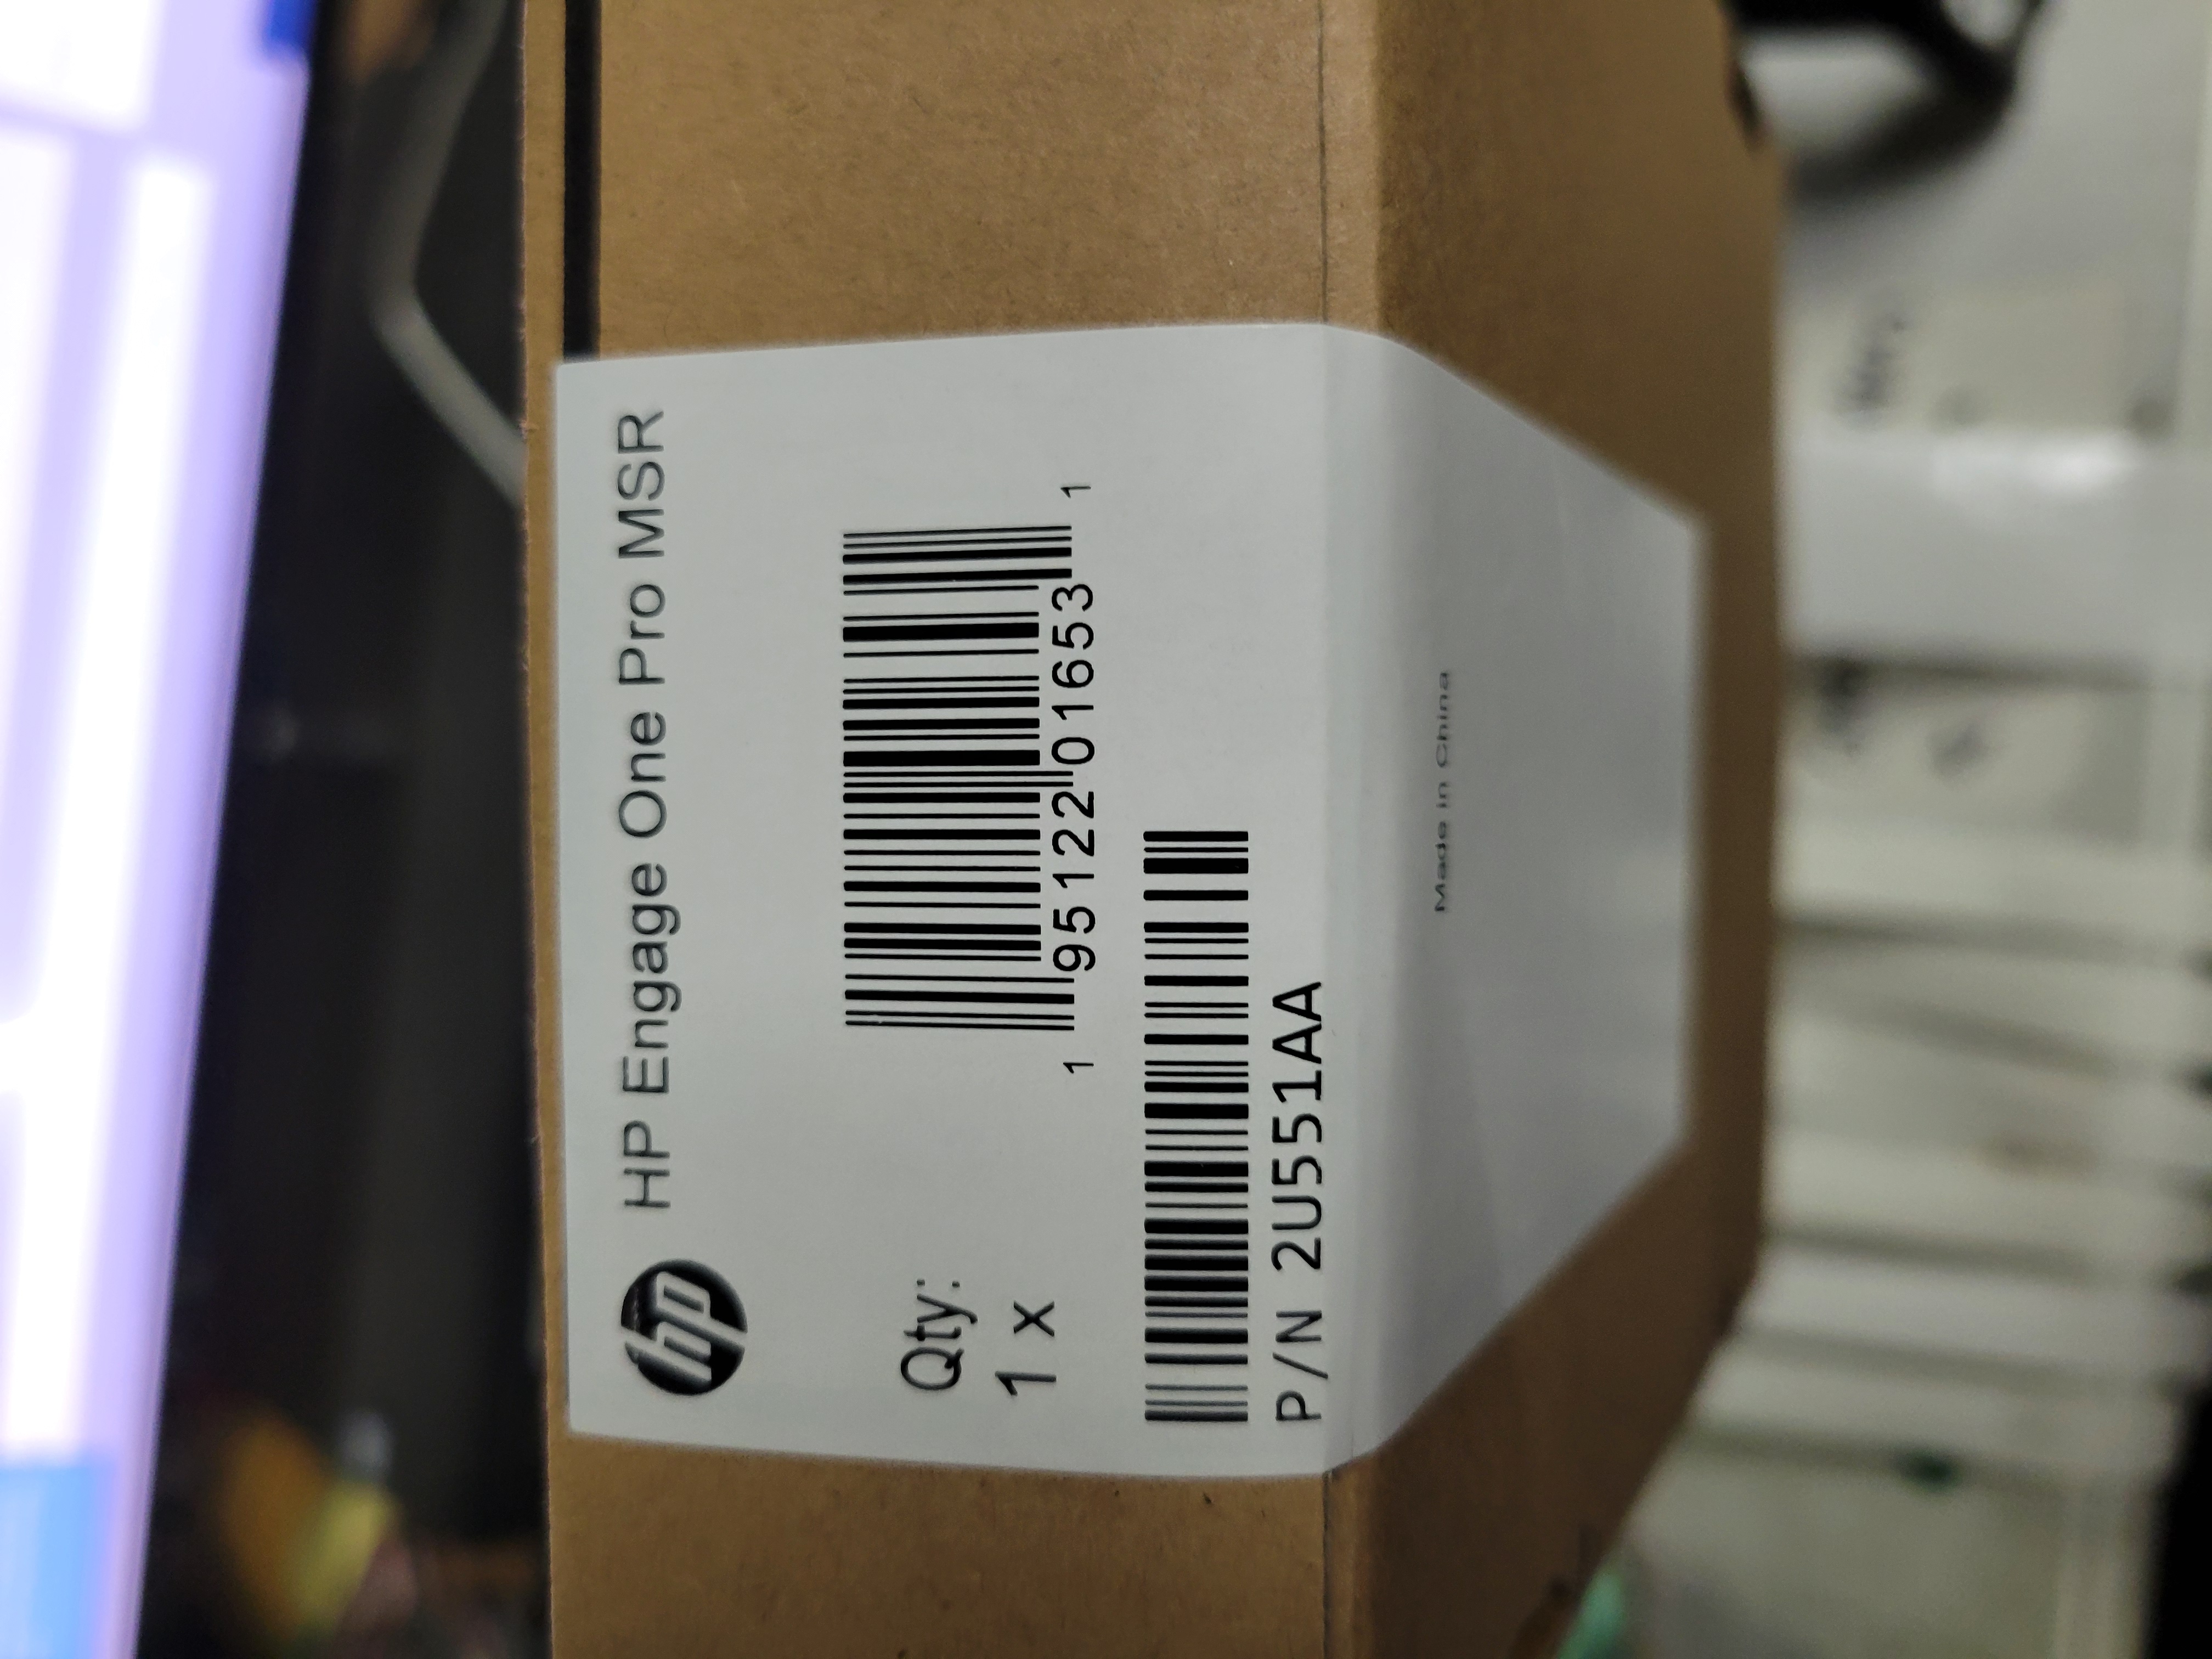 hp HP Engage One Pro MSR
Qty:
1 x
1 95122 01653 1
P/N 2U551AA
Made in China